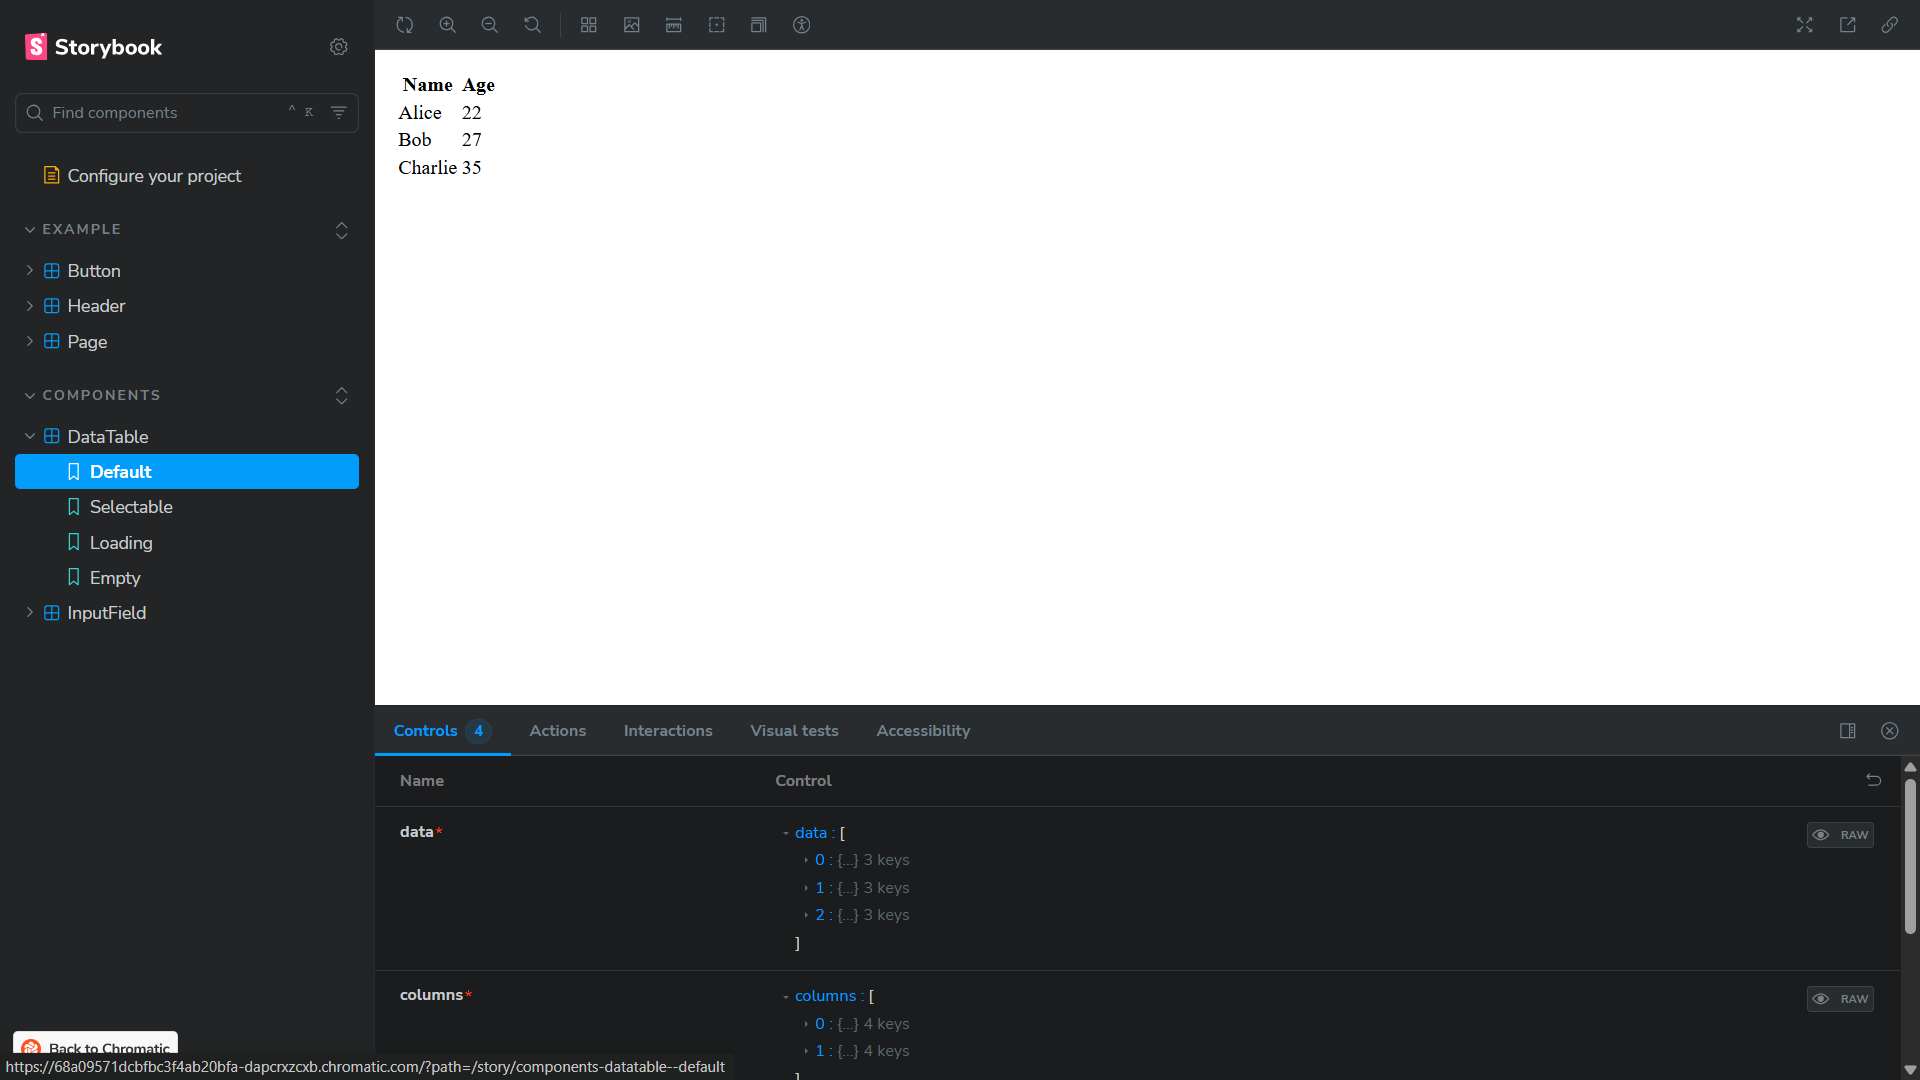 Storybook
Find components
^ K
Configure your project
EXAMPLE
Button
Header
Page
COMPONENTS
DataTable
Default
Selectable
Loading
Empty
InputField
Back to Chromatic
https://68a09571dcbfbc3f4ab20bfa-dapcrxzcxb.chromatic.com/?path=/story/components-datatable--default
Name Age
Alice 22
Bob 27
Charlie 35
Controls 4 Actions Interactions Visual tests Accessibility
Name Control
data* data : [ RAW
0 : {...} 3 keys
1 : {...} 3 keys
2 : {...} 3 keys
]
columns* columns : [ RAW
0 : {...} 4 keys
1 : {...} 4 keys
]